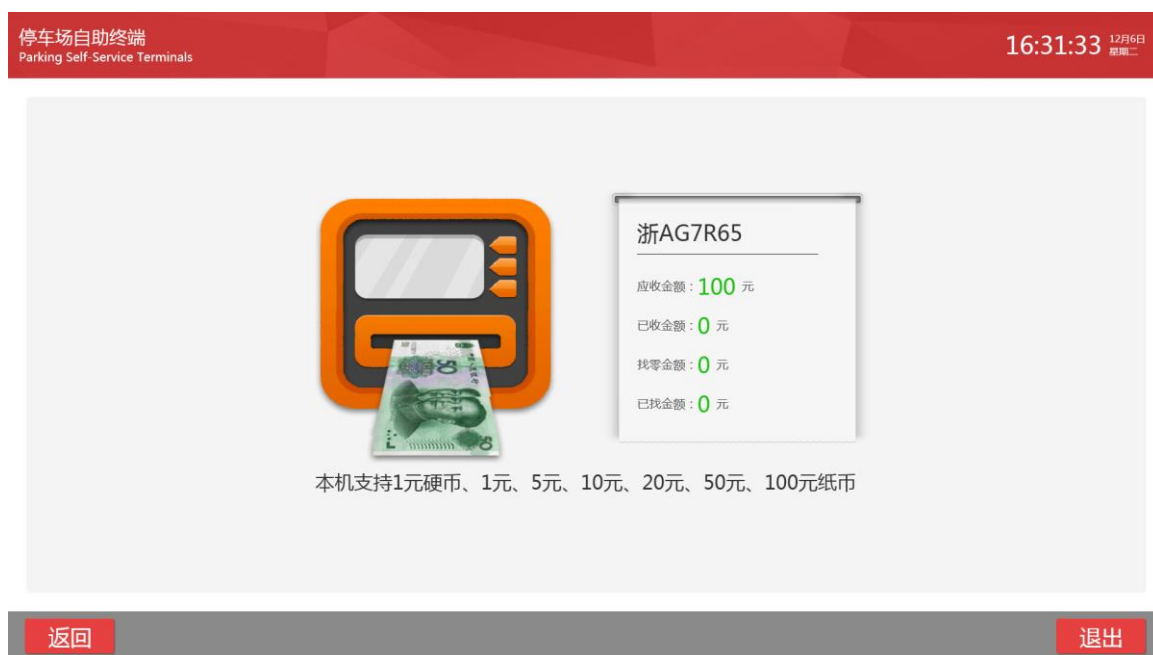 停车场自助终端
Parking Self-Service Terminals
16:31:33
12月6日
星期二
浙AG7R65
应收金额：100 元
已收金额：0 元
找零金额：0 元
已找金额：0 元
50
50
本机支持1元硬币、1元、5元、10元、20元、50元、100元纸币
返回
退出